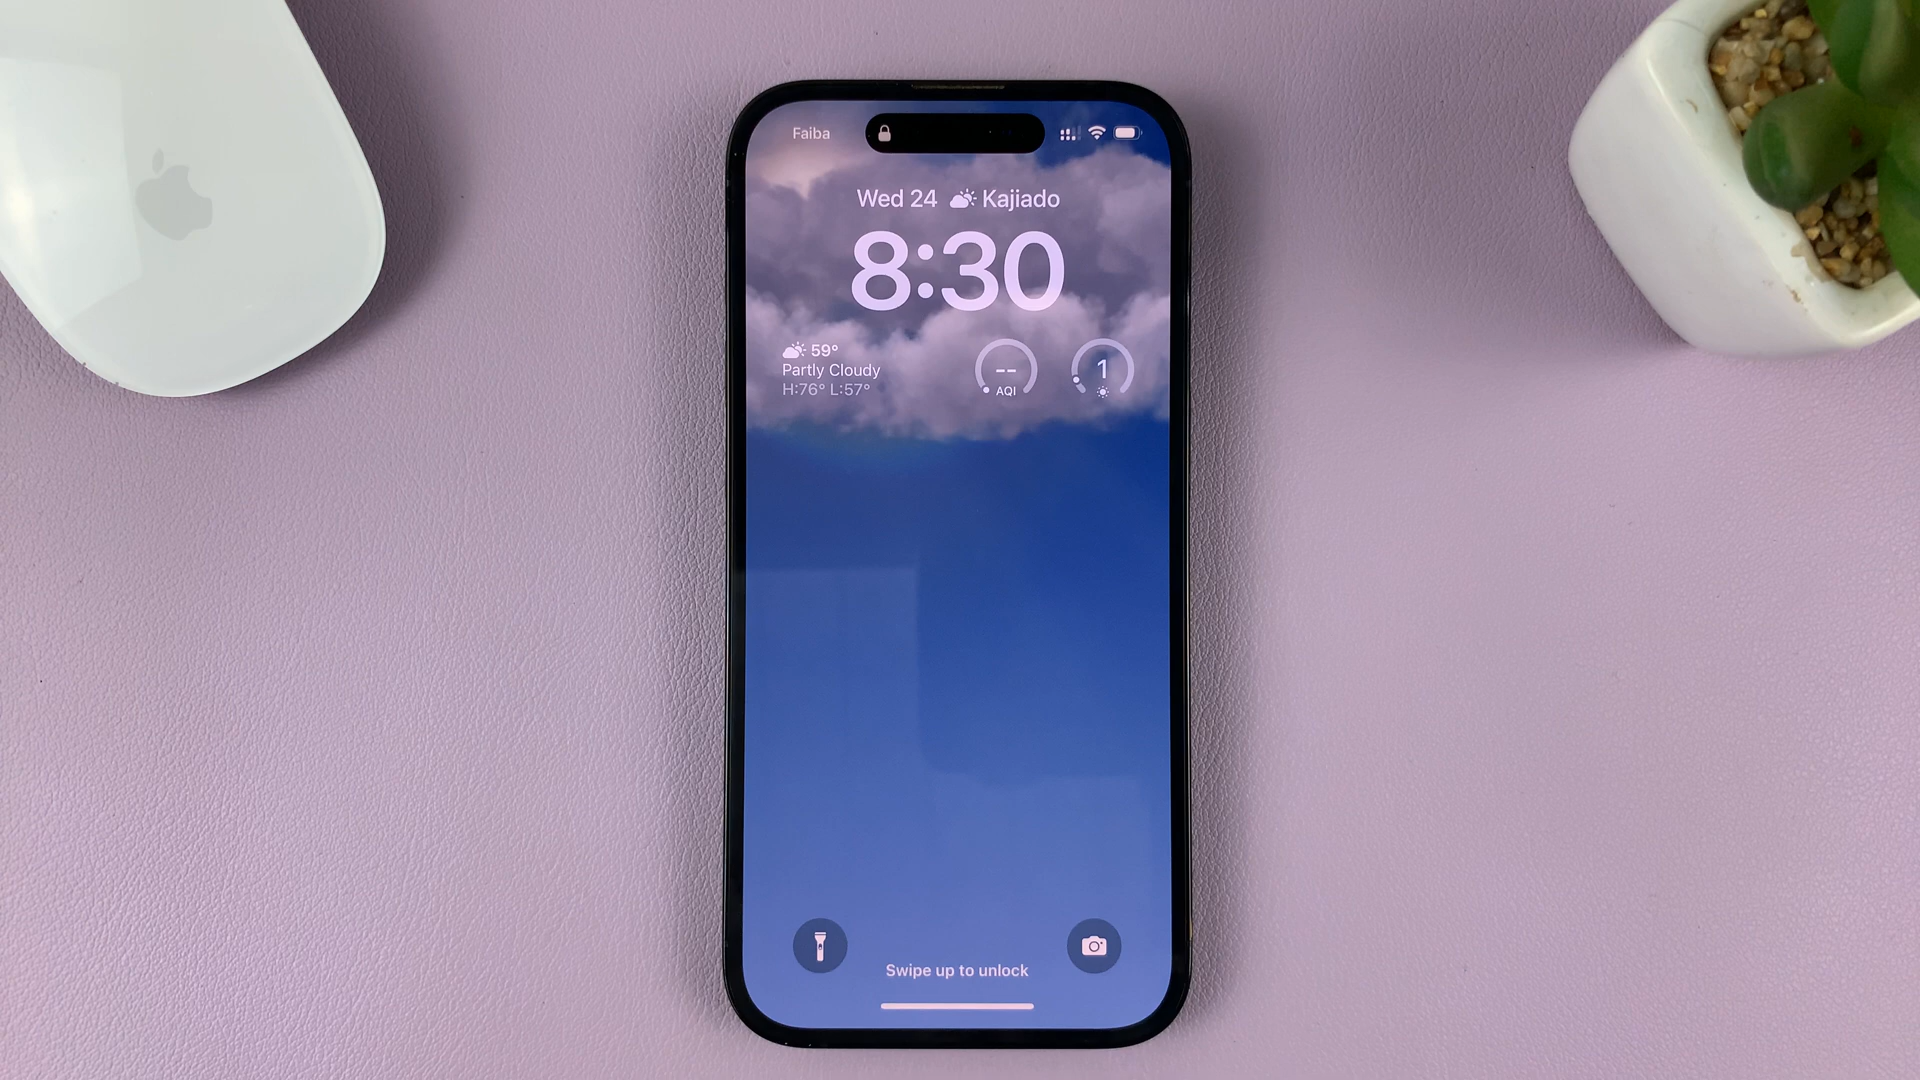 Faiba
Wed 24 Kajiado
8:30
59°
Partly Cloudy
H:76° L:57°
--
AQI
1
Swipe up to unlock